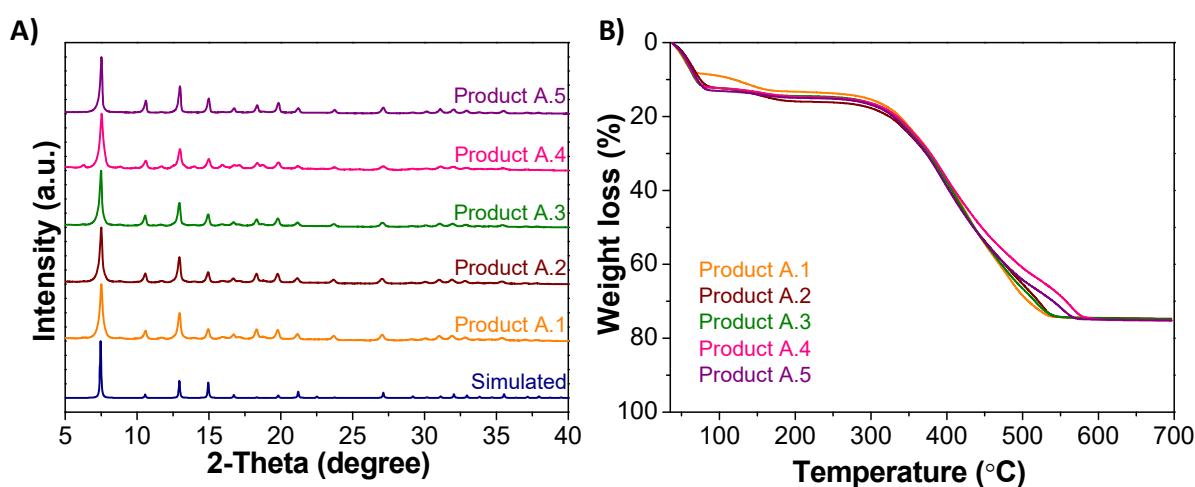 A)
Intensity (a.u.)
Product A.5
Product A.4
Product A.3
Product A.2
Product A.1
Simulated
5 10 15 20 25 30 35 40
2-Theta (degree)
B)
Weight loss (%)
0
20
40
60
80
100
Product A.1
Product A.2
Product A.3
Product A.4
Product A.5
100 200 300 400 500 600 700
Temperature (°C)